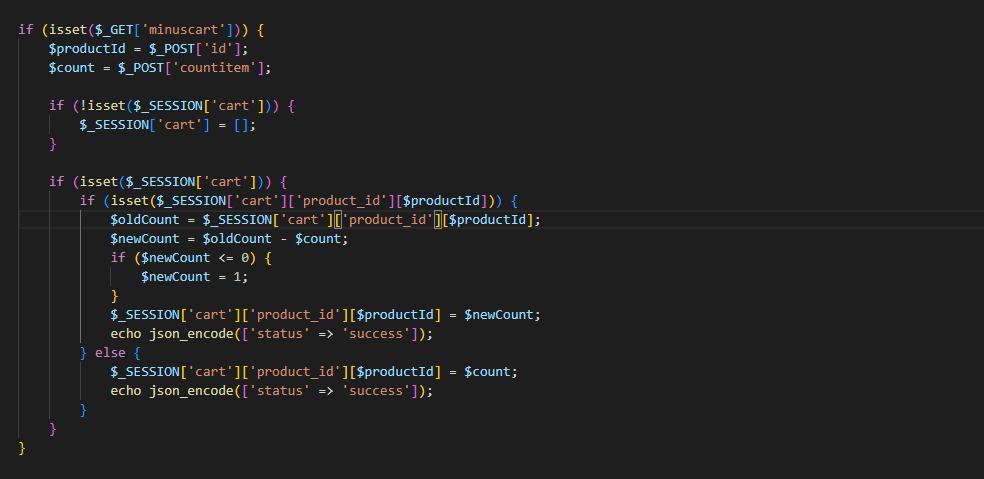 if (isset($_GET['minuscart'])) {
    $productId = $_POST['id'];
    $count = $_POST['countitem'];

    if (!isset($_SESSION['cart'])) {
        $_SESSION['cart'] = [];
    }

    if (isset($_SESSION['cart'])) {
        if (isset($_SESSION['cart']['product_id'][$productId])) {
            $oldCount = $_SESSION['cart']['product_id'][$productId];
            $newCount = $oldCount - $count;
            if ($newCount <= 0) {
                $newCount = 1;
            }
            $_SESSION['cart']['product_id'][$productId] = $newCount;
            echo json_encode(['status' => 'success']);
        } else {
            $_SESSION['cart']['product_id'][$productId] = $count;
            echo json_encode(['status' => 'success']);
        }
    }
}